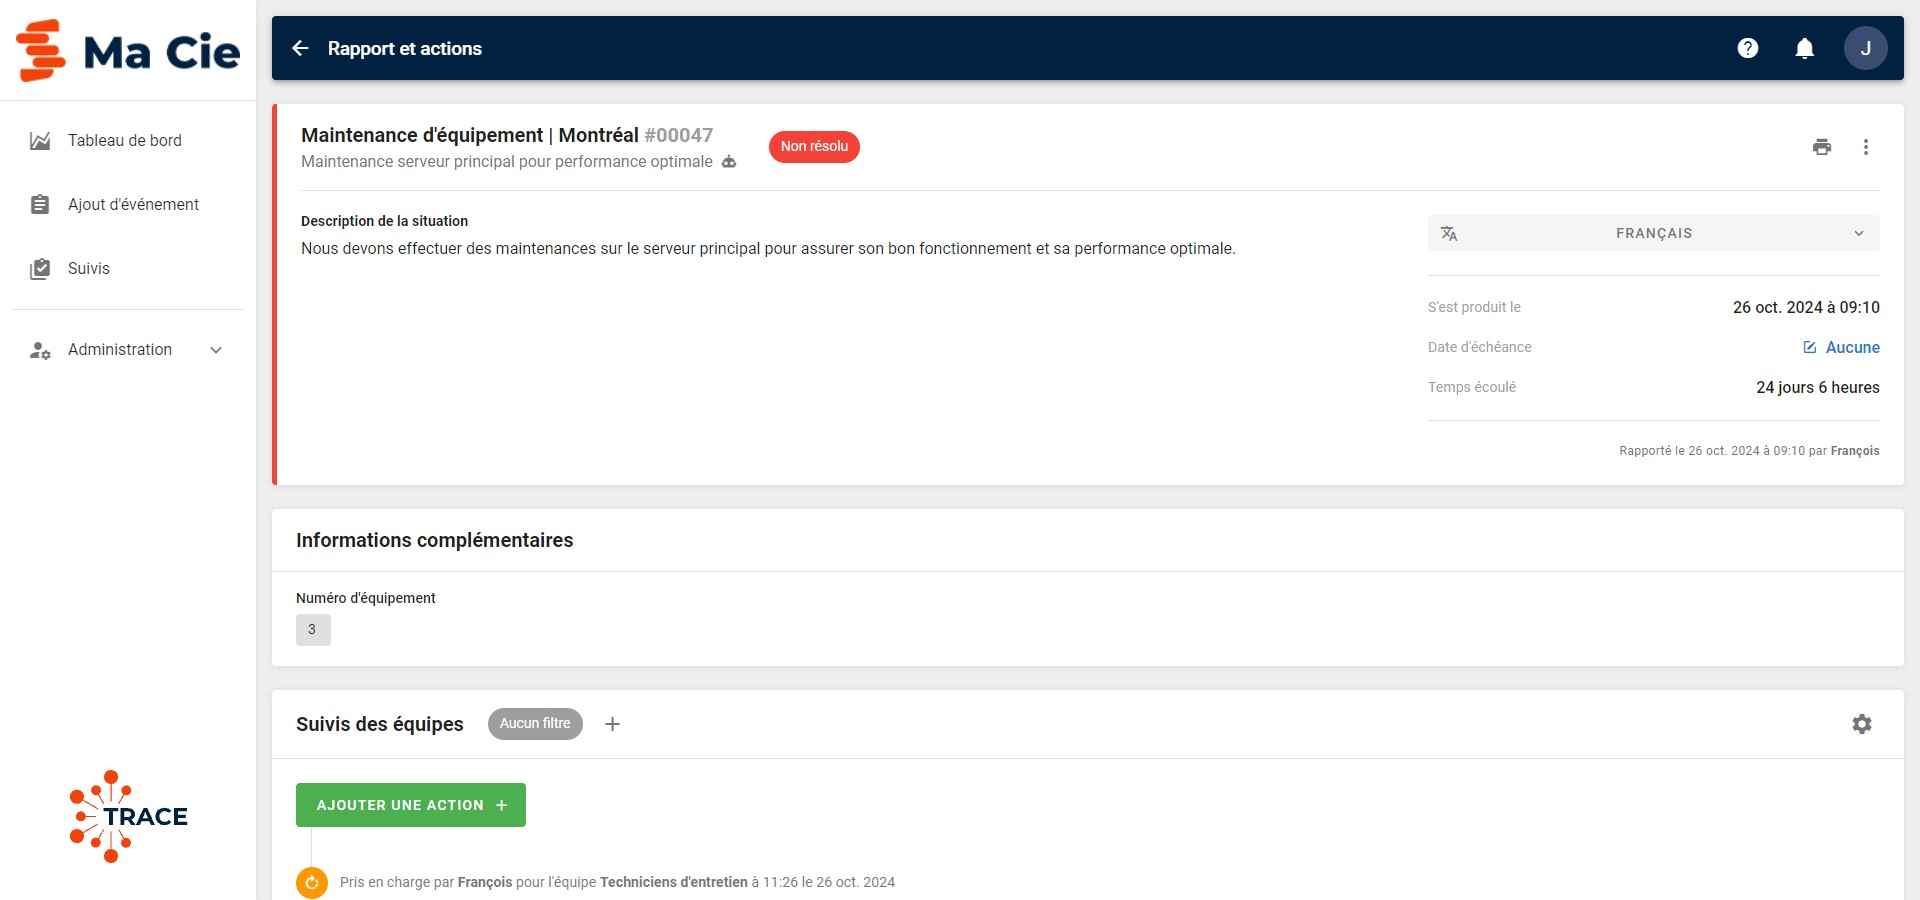 Ma Cie
Tableau de bord
Ajout d'événement
Suivis
Administration
TRACE
Rapport et actions
J
Maintenance d'équipement | Montréal #00047
Maintenance serveur principal pour performance optimale
Non résolu
Description de la situation
Nous devons effectuer des maintenances sur le serveur principal pour assurer son bon fonctionnement et sa performance optimale.
FRANÇAIS
S'est produit le 26 oct. 2024 à 09:10
Date d'échéance Aucune
Temps écoulé 24 jours 6 heures
Rapporté le 26 oct. 2024 à 09:10 par François
Informations complémentaires
Numéro d'équipement
3
Suivis des équipes Aucun filtre +
AJOUTER UNE ACTION +
Pris en charge par François pour l'équipe Techniciens d'entretien à 11:26 le 26 oct. 2024